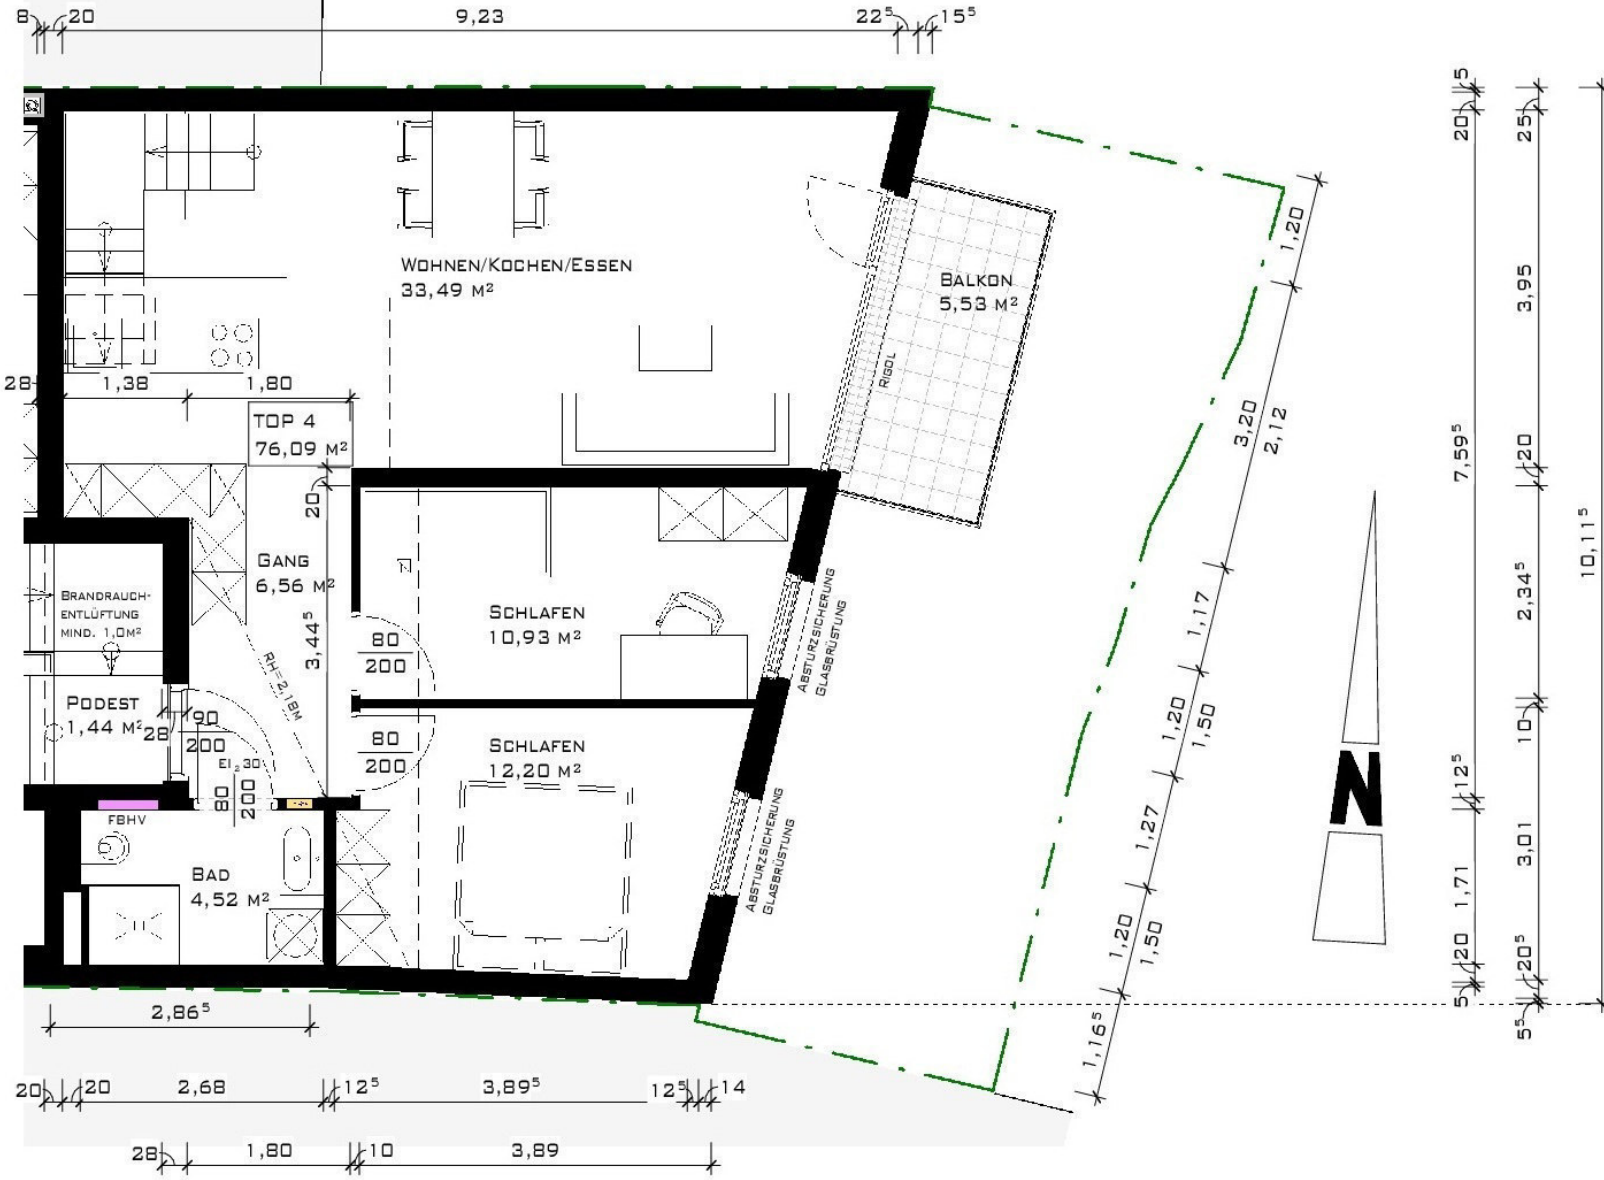 8 20 9,23 22⁵ 15⁵
WOHNEN/KOCHEN/ESSEN
33,49 M²
BALKON
5,53 M²
RIGOL
28 1,38 1,80
TOP 4
76,09 M²
20
3,44⁵
GANG
6,56 M²
RH=2,18M
BRANDRAUCH-
ENTLÜFTUNG
MIND. 1,0M²
PODEST
1,44 M²
28
90
200
EI₂30
80
200
SCHLAFEN
10,93 M²
80
200
ABSTURZSICHERUNG
GLASBRÜSTUNG
SCHLAFEN
12,20 M²
80
200
ABSTURZSICHERUNG
GLASBRÜSTUNG
FBHV
BAD
4,52 M²
2,86⁵
20 20 2,68 12⁵ 3,89⁵ 12⁵ 14
28 1,80 10 3,89
1,20
3,20
2,12
1,17
1,20
1,50
1,27
1,20
1,50
1,16⁵
N
5
20
7,59⁵
12⁵
1,71
20
5
25
3,95
20
2,34⁵
10
3,01
20⁵
5⁵
10,11⁵